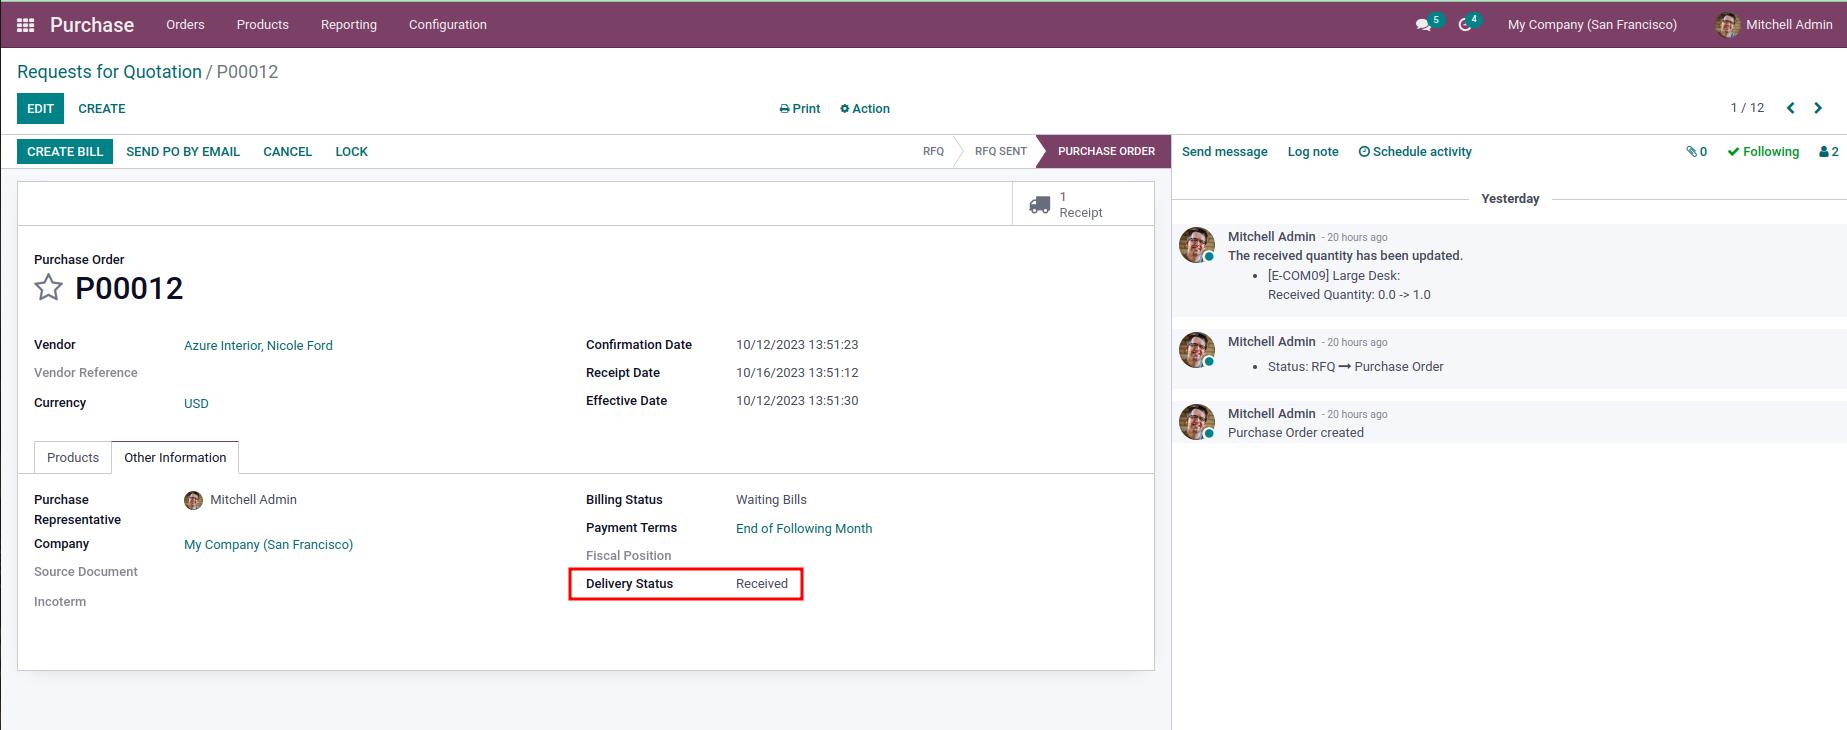 Purchase Orders Products Reporting Configuration 5 4 My Company (San Francisco) Mitchell Admin
Requests for Quotation / P00012
EDIT CREATE Print Action 1 / 12
CREATE BILL SEND PO BY EMAIL CANCEL LOCK RFQ RFQ SENT PURCHASE ORDER
1
Receipt
Purchase Order
P00012
Vendor Azure Interior, Nicole Ford
Vendor Reference
Currency USD
Confirmation Date 10/12/2023 13:51:23
Receipt Date 10/16/2023 13:51:12
Effective Date 10/12/2023 13:51:30
Products Other Information
Purchase
Representative Mitchell Admin
Company My Company (San Francisco)
Source Document
Incoterm
Billing Status Waiting Bills
Payment Terms End of Following Month
Fiscal Position
Delivery Status Received
Send message Log note Schedule activity 0 Following 2
Yesterday
Mitchell Admin - 20 hours ago
The received quantity has been updated.
• [E-COM09] Large Desk:
Received Quantity: 0.0 -> 1.0
Mitchell Admin - 20 hours ago
• Status: RFQ → Purchase Order
Mitchell Admin - 20 hours ago
Purchase Order created